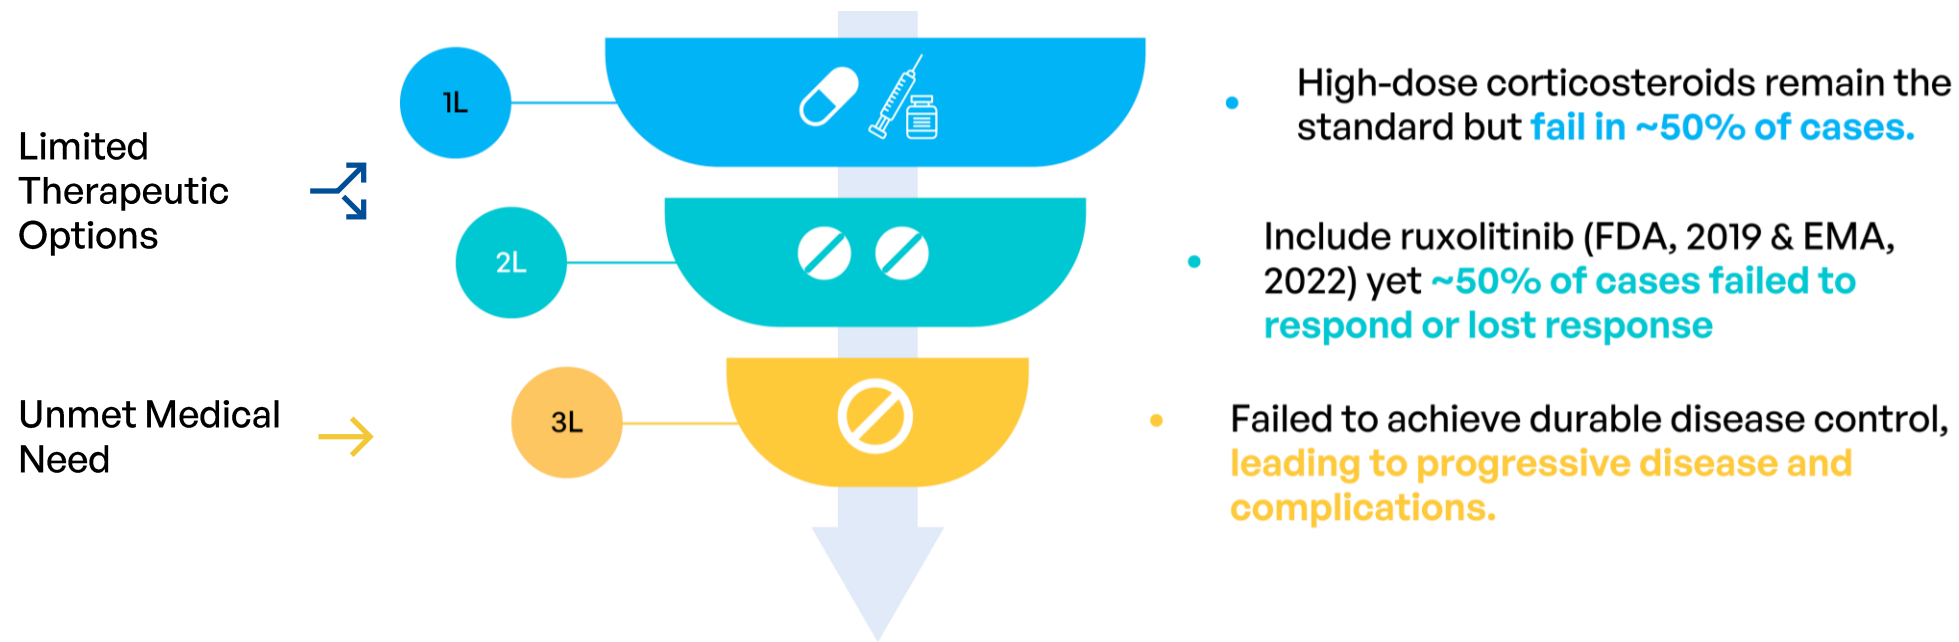 Limited
Therapeutic
Options
1L
High-dose corticosteroids remain the
standard but fail in ~50% of cases.
2L
Include ruxolitinib (FDA, 2019 & EMA,
2022) yet ~50% of cases failed to
respond or lost response
Unmet Medical
Need
3L
Failed to achieve durable disease control,
leading to progressive disease and
complications.